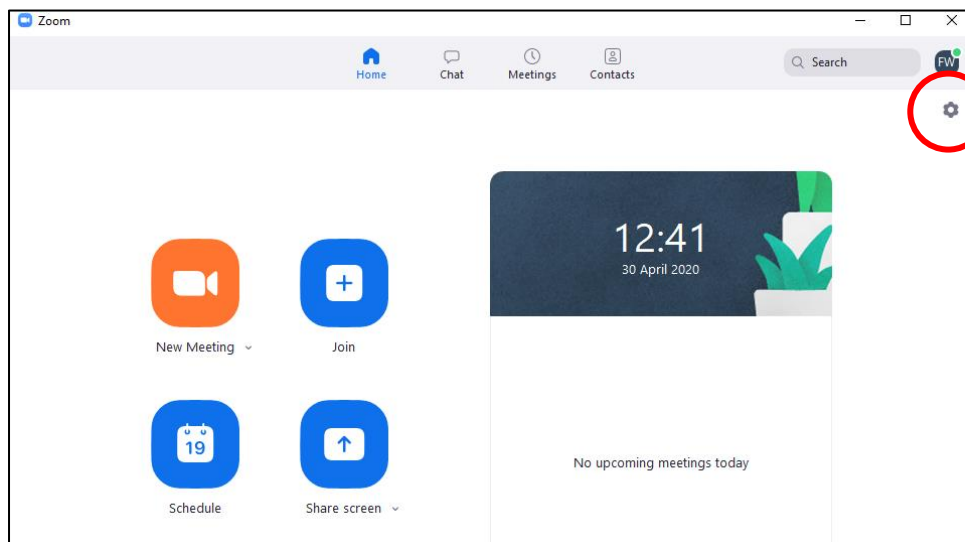 Zoom
Home Chat Meetings Contacts
Search
FW
12:41
30 April 2020
New Meeting
Join
19
Schedule
Share screen
No upcoming meetings today